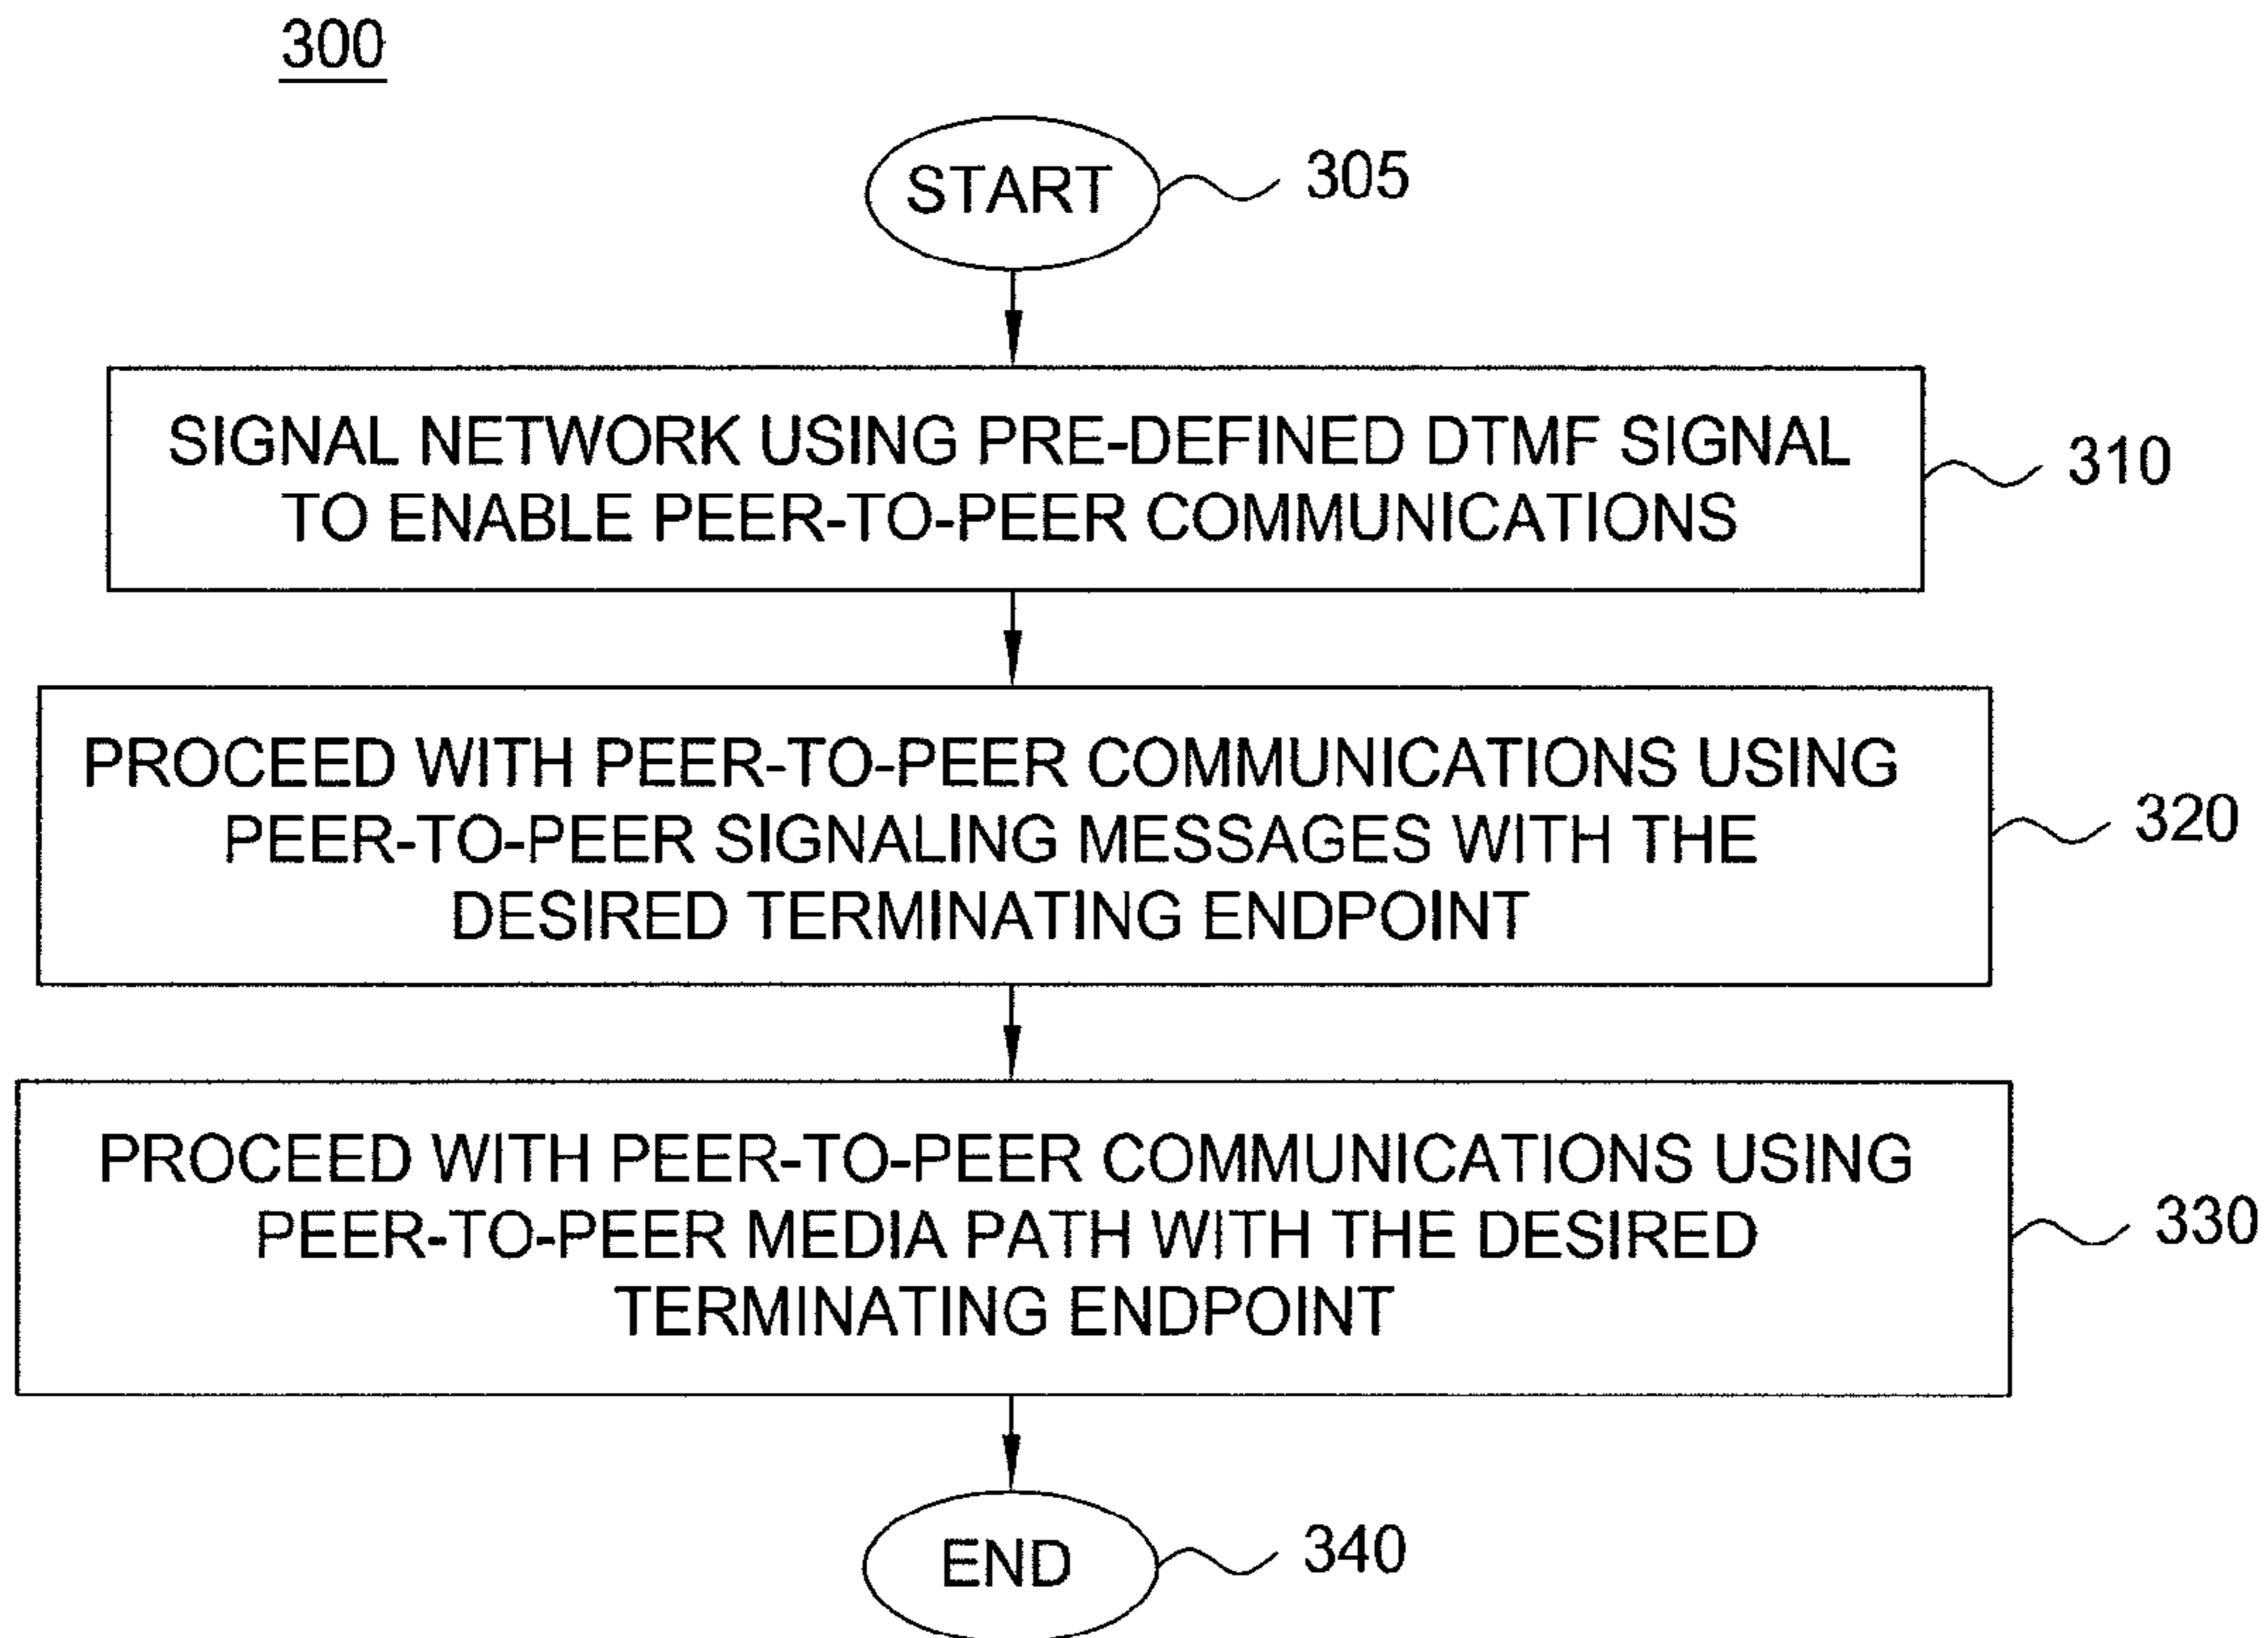 300
START
305
SIGNAL NETWORK USING PRE-DEFINED DTMF SIGNAL
TO ENABLE PEER-TO-PEER COMMUNICATIONS
310
PROCEED WITH PEER-TO-PEER COMMUNICATIONS USING
PEER-TO-PEER SIGNALING MESSAGES WITH THE
DESIRED TERMINATING ENDPOINT
320
PROCEED WITH PEER-TO-PEER COMMUNICATIONS USING
PEER-TO-PEER MEDIA PATH WITH THE DESIRED
TERMINATING ENDPOINT
330
END
340